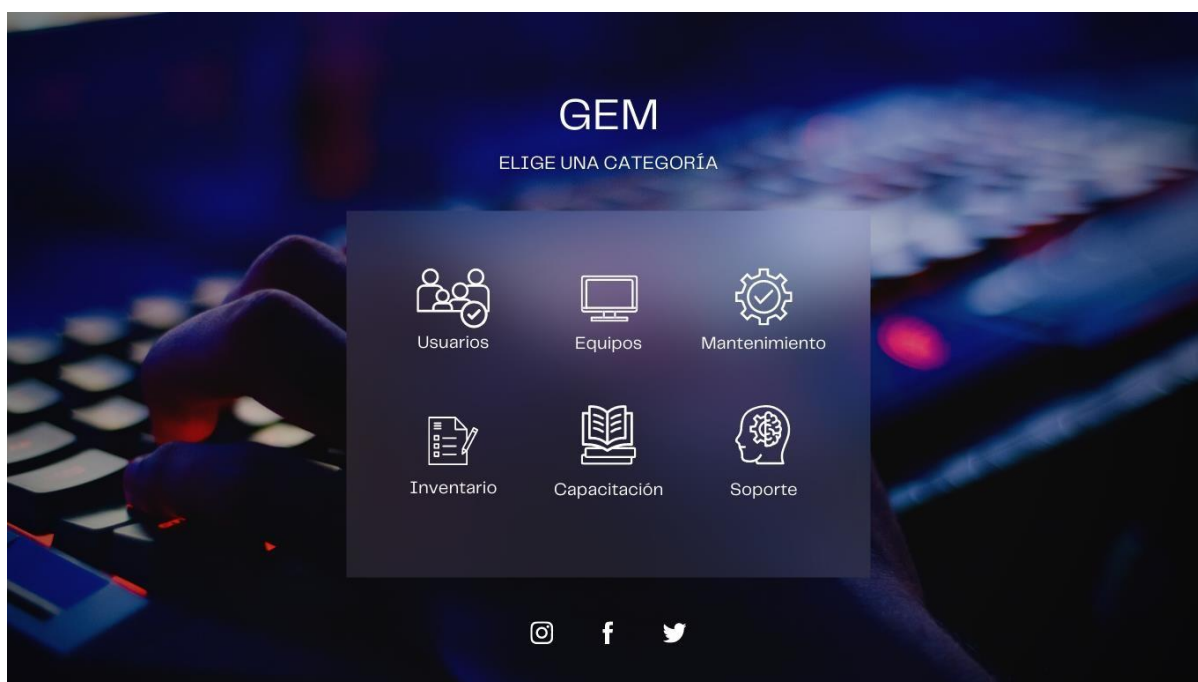 GEM
ELIGE UNA CATEGORÍA
Usuarios Equipos Mantenimiento
Inventario Capacitación Soporte